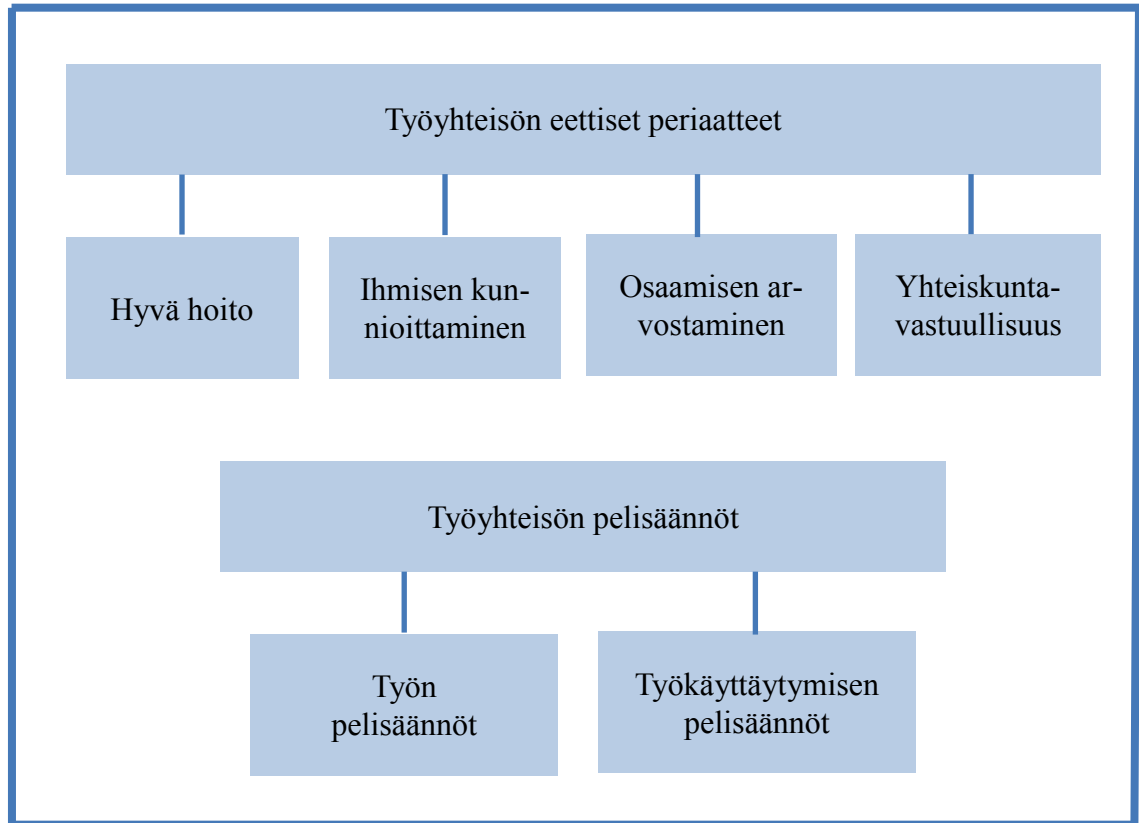 Työyhteisön eettiset periaatteet
Hyvä hoito
Ihmisen kun-
nioittaminen
Osaamisen ar-
vostaminen
Yhteiskunta-
vastuullisuus
Työyhteisön pelisäännöt
Työn
pelisäännöt
Työkäyttäytymisen
pelisäännöt